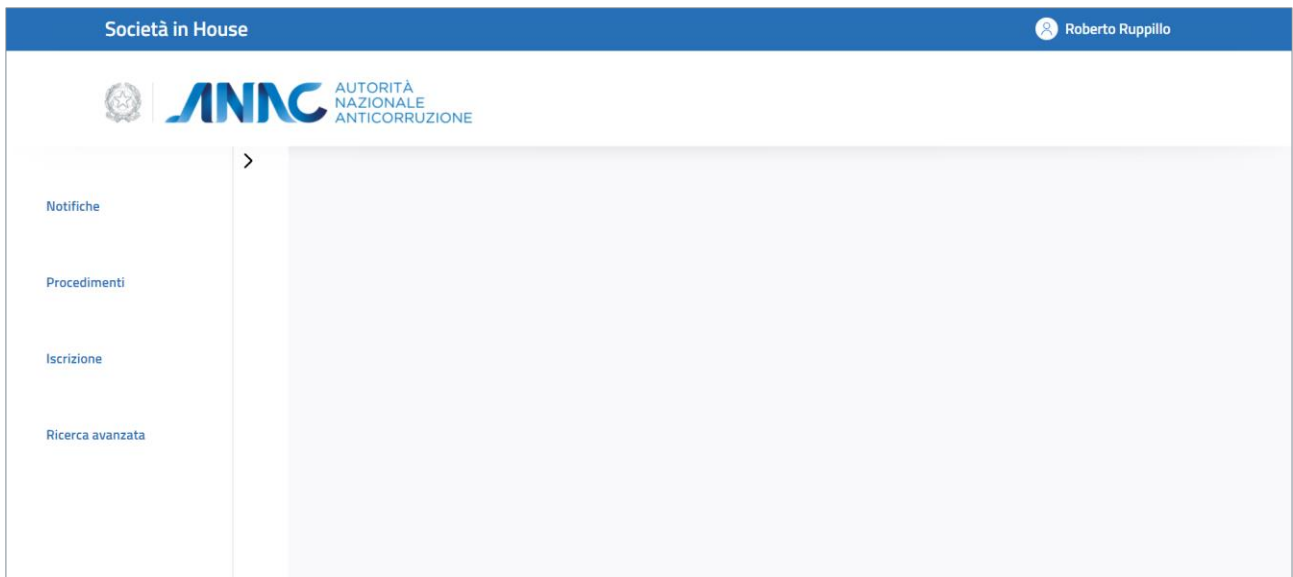 Società in House
Roberto Ruppillo
ANAC
AUTORITÀ
NAZIONALE
ANTICORRUZIONE
Notifiche
Procedimenti
Iscrizione
Ricerca avanzata